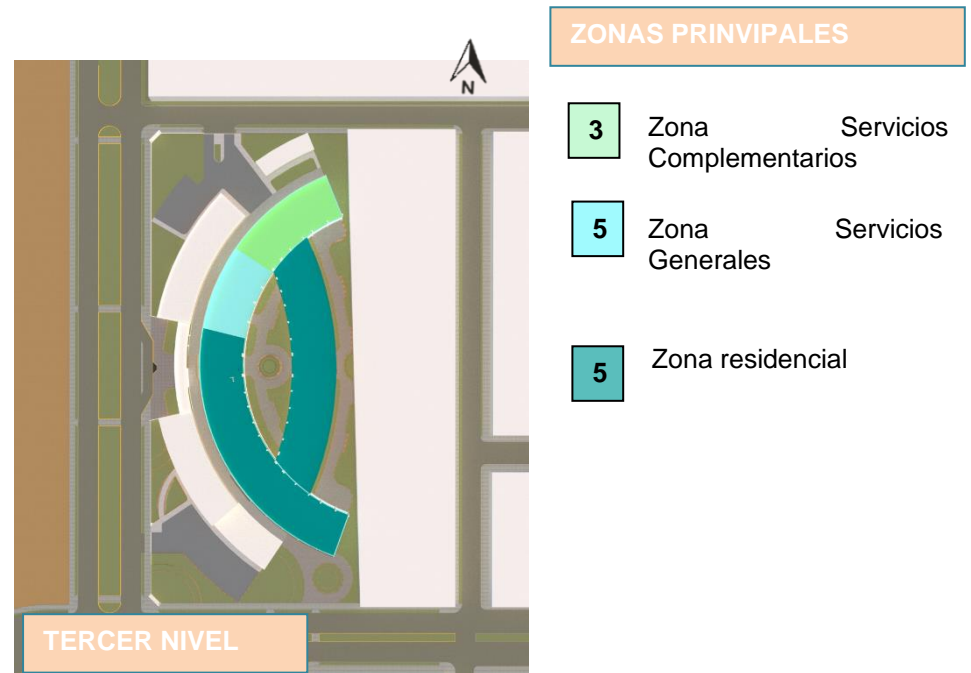 ZONAS PRINVIPALES
N
3 Zona Servicios
Complementarios
5 Zona Servicios
Generales
5 Zona residencial
TERCER NIVEL